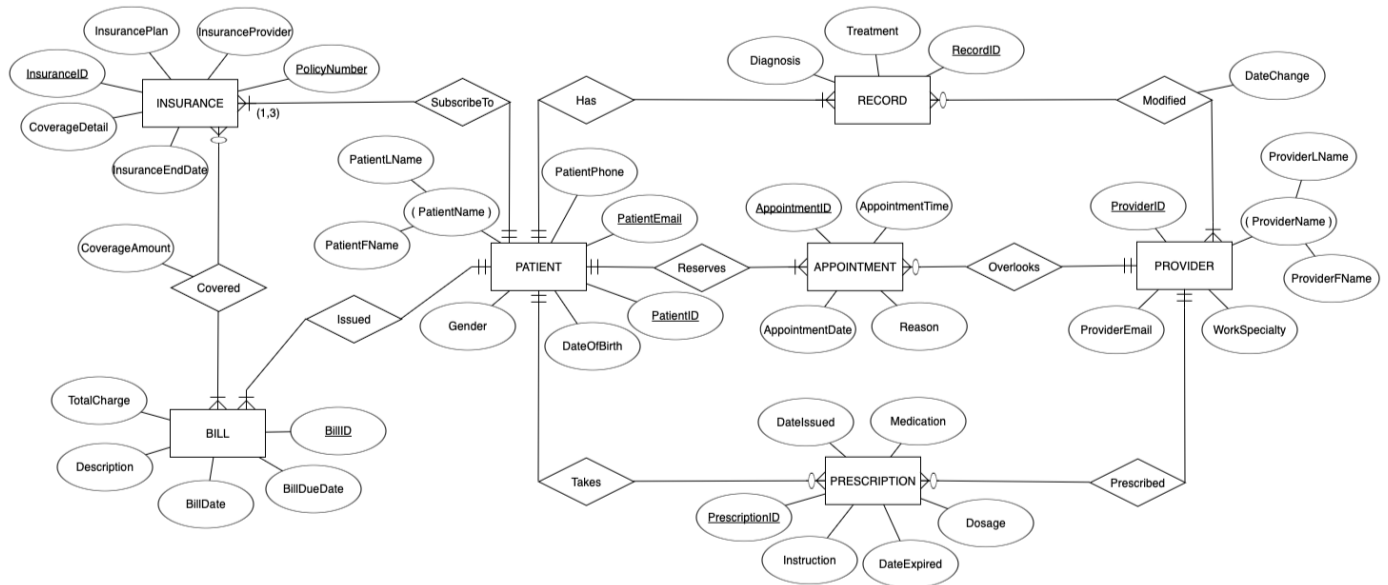 InsurancePlan
InsuranceProvider
InsuranceID
PolicyNumber
INSURANCE
CoverageDetail
InsuranceEndDate
(1,3)
SubscribeTo
Has
Diagnosis
Treatment
RecordID
RECORD
Modified
DateChange
PatientLName
( PatientName )
PatientFName
PatientPhone
PatientEmail
PATIENT
PatientID
Gender
DateOfBirth
Reserves
AppointmentID
AppointmentTime
APPOINTMENT
AppointmentDate
Reason
Overlooks
ProviderID
ProviderLName
( ProviderName )
ProviderFName
PROVIDER
ProviderEmail
WorkSpecialty
CoverageAmount
Covered
Issued
TotalCharge
BILL
BillID
Description
BillDate
BillDueDate
Takes
DateIssued
Medication
PRESCRIPTION
PrescriptionID
Instruction
DateExpired
Dosage
Prescribed